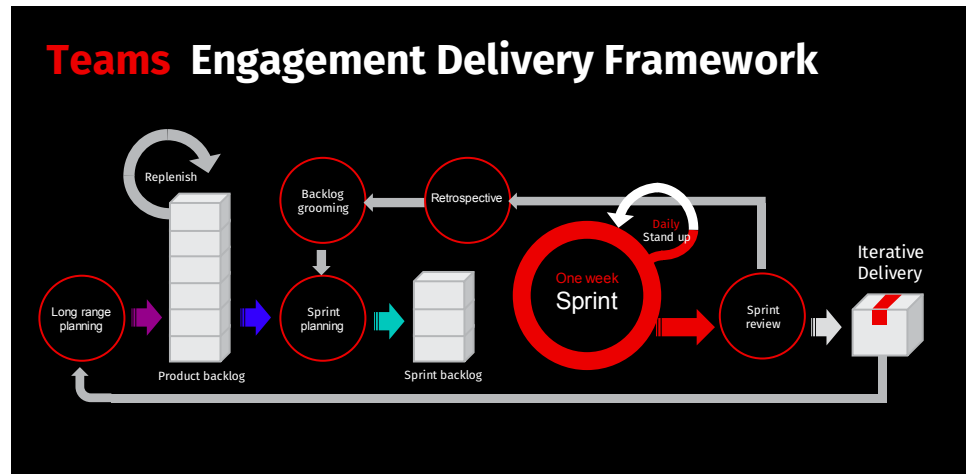 Teams Engagement Delivery Framework
Replenish
Backlog
grooming
Retrospective
Daily
Stand up
Iterative
Delivery
One week
Sprint
Long range
planning
Sprint
planning
Sprint
review
Product backlog
Sprint backlog